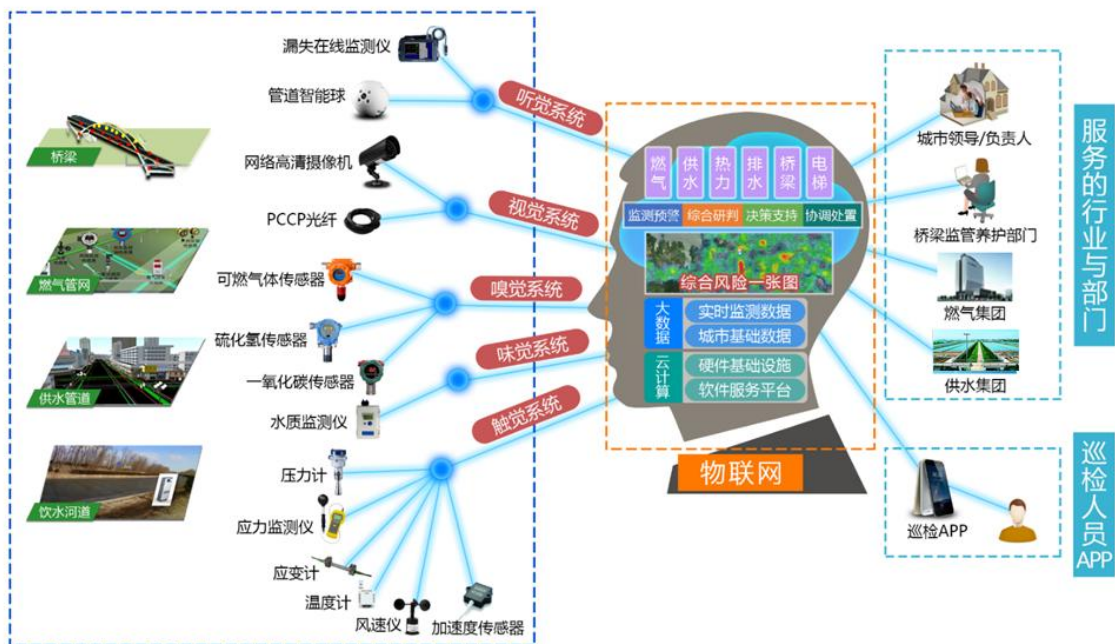 漏失在线监测仪
管道智能球
网络高清摄像机
PCCP光纤
可燃气体传感器
硫化氢传感器
一氧化碳传感器
水质监测仪
压力计
应力监测仪
应变计
温度计
风速仪
加速度传感器
桥梁
燃气管网
供水管道
饮水河道
听觉系统
视觉系统
嗅觉系统
味觉系统
触觉系统
燃气
供水
热力
排水
桥梁
电梯
监测预警
综合研判
决策支持
协调处置
综合风险一张图
大数据
实时监测数据
城市基础数据
云计算
硬件基础设施
软件服务平台
物联网
城市领导/负责人
桥梁监管养护部门
燃气集团
供水集团
服务的行业与部门
巡检APP
巡检人员APP